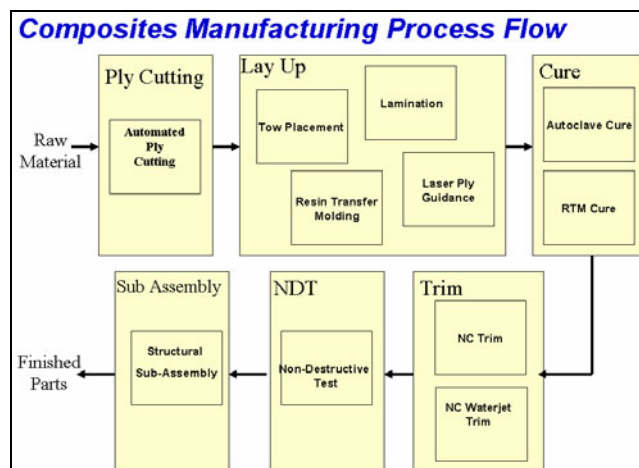 Composites Manufacturing Process Flow
Ply Cutting
Lay Up
Cure
Raw
Material
Automated
Ply
Cutting
Tow Placement
Lamination
Resin Transfer
Molding
Laser Ply
Guidance
Autoclave Cure
RTM Cure
Sub Assembly
NDT
Trim
Finished
Parts
Structural
Sub-Assembly
Non-Destructive
Test
NC Trim
NC Waterjet
Trim